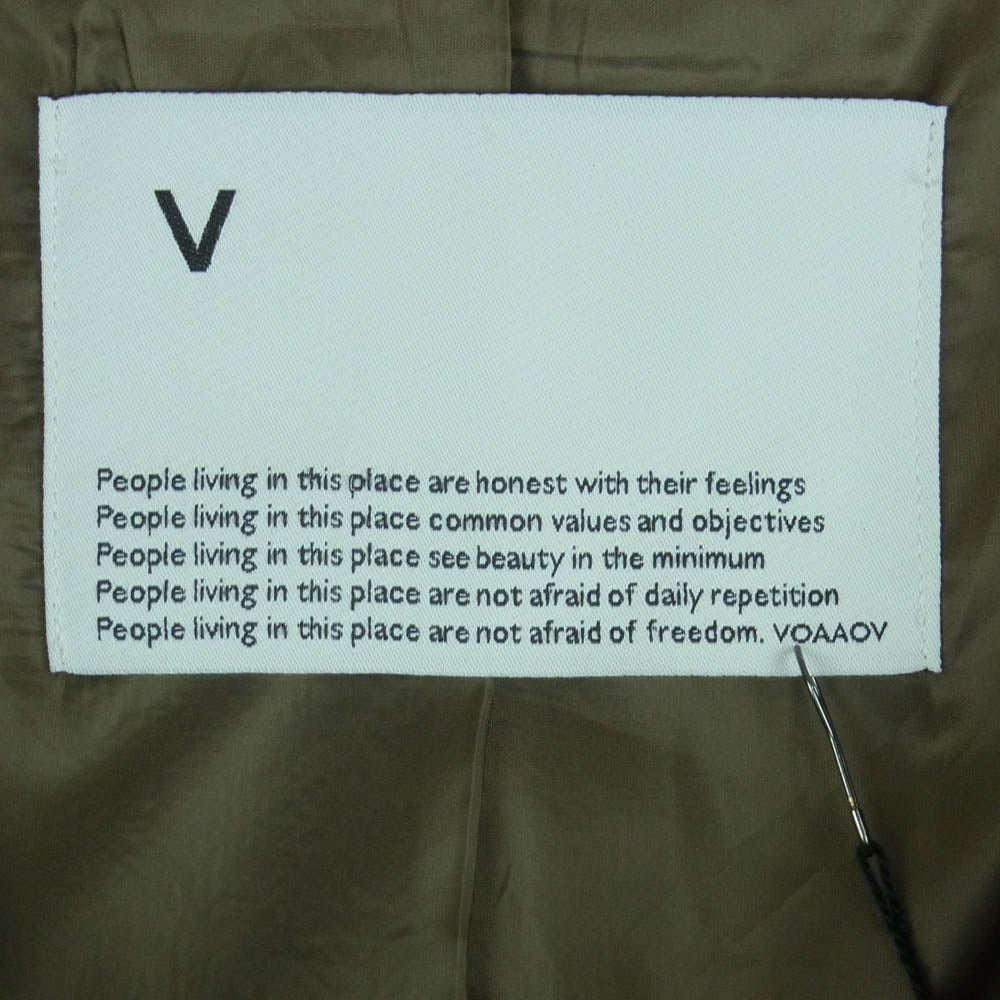 V
People living in this place are honest with their feelings
People living in this place common values and objectives
People living in this place see beauty in the minimum
People living in this place are not afraid of daily repetition
People living in this place are not afraid of freedom. VOAAOV